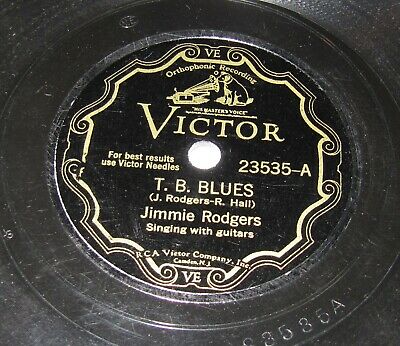 VE
Orthophonic Recording
"HIS MASTER'S VOICE"
VICTOR
For best results
use Victor Needles
23535-A
T. B. BLUES
(J. Rodgers-R. Hall)
Jimmie Rodgers
Singing with guitars
RCA Victor Company, Inc.
Camden, N.J.
VE